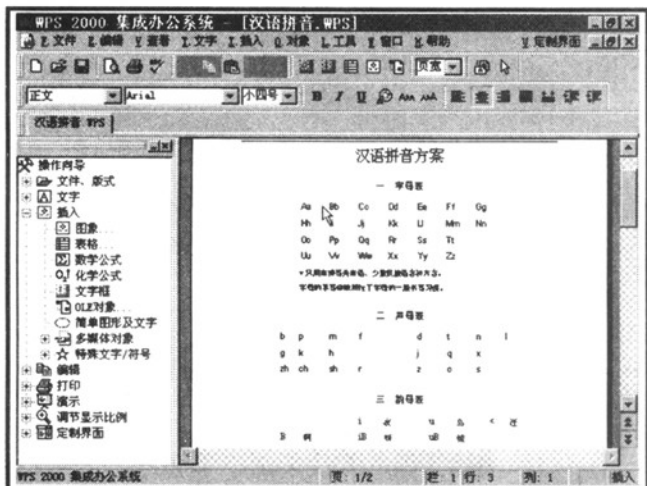 WPS 2000 集成办公系统 - [汉语拼音.WPS]
文件 编辑 查看 文字 插入 对象 工具 窗口 帮助 定制界面
页宽
正文 Arial 小四号 B I U
汉语拼音.WPS
操作向导
文件、版式
文字
插入
图象...
表格...
数学公式
化学公式
文字框
OLE对象...
简单图形及文字
多媒体对象
特殊文字/符号
编辑
打印
演示
调节显示比例
定制界面
汉语拼音方案
一 字母表
Aa Bb Cc Dd Ee Ff Gg
Hh Jj Kk Ll Mm Nn
Oo Pp Qq Rr Ss Tt
Uu Vv Ww Xx Yy Zz
二 声母表
b p m f d t n l
g k h j q x
zh ch sh r z c s
三 韵母表
WPS 2000 集成办公系统 页: 1/2 栏: 1 行: 3 列: 1 插入